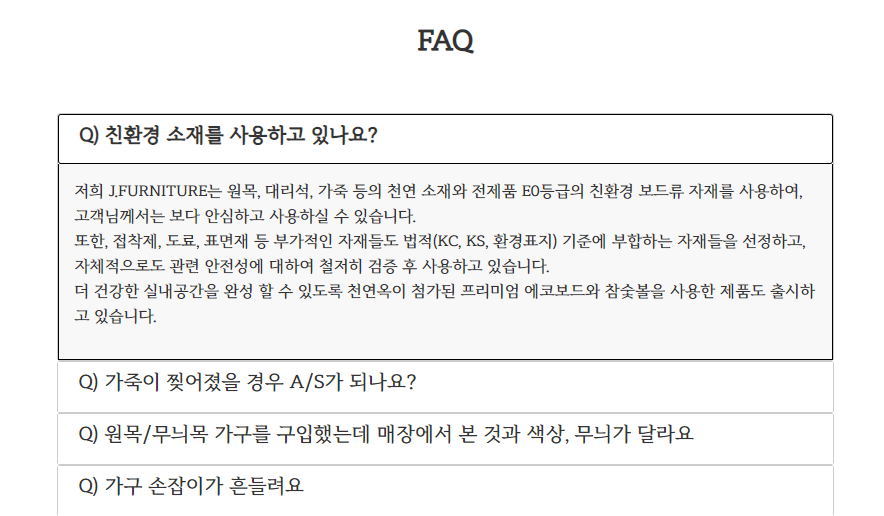 FAQ
Q) 친환경 소재를 사용하고 있나요?
저희 J.FURNITURE는 원목, 대리석, 가죽 등의 천연 소재와 전제품 E0등급의 친환경 보드류 자재를 사용하여,
고객님께서는 보다 안심하고 사용하실 수 있습니다.
또한, 접착제, 도료, 표면재 등 부가적인 자재들도 법적(KC, KS, 환경표지) 기준에 부합하는 자재들을 선정하고,
자체적으로도 관련 안전성에 대하여 철저히 검증 후 사용하고 있습니다.
더 건강한 실내공간을 완성 할 수 있도록 천연옥이 첨가된 프리미엄 에코보드와 참숯볼을 사용한 제품도 출시하
고 있습니다.
Q) 가죽이 찢어졌을 경우 A/S가 되나요?
Q) 원목/무늬목 가구를 구입했는데 매장에서 본 것과 색상, 무늬가 달라요
Q) 가구 손잡이가 흔들려요